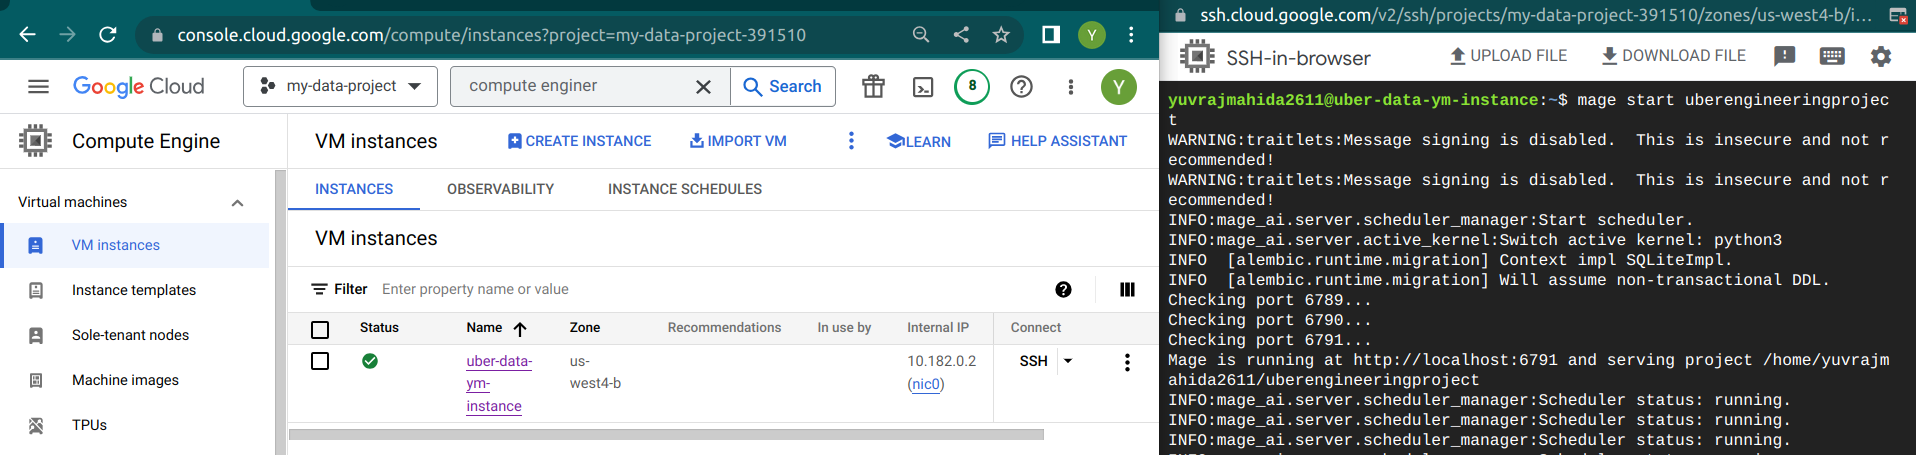 console.cloud.google.com/compute/instances?project=my-data-project-391510
Y
Google Cloud
my-data-project
compute enginer
Search
8
Y
Compute Engine
VM instances
CREATE INSTANCE
IMPORT VM
LEARN
HELP ASSISTANT
Virtual machines
VM instances
Instance templates
Sole-tenant nodes
Machine images
TPUs
INSTANCES OBSERVABILITY INSTANCE SCHEDULES
VM instances
Filter Enter property name or value
Status Name Zone Recommendations In use by Internal IP Connect
uber-data- us- 10.182.0.2 SSH
ym- west4-b (nic0)
instance
ssh.cloud.google.com/v2/ssh/projects/my-data-project-391510/zones/us-west4-b/i...
SSH-in-browser
UPLOAD FILE
DOWNLOAD FILE
yuvrajmahida2611@uber-data-ym-instance:~$ mage start uberengineeringprojec
t
WARNING:traitlets:Message signing is disabled.  This is insecure and not r
ecommended!
WARNING:traitlets:Message signing is disabled.  This is insecure and not r
ecommended!
INFO:mage_ai.server.scheduler_manager:Start scheduler.
INFO:mage_ai.server.active_kernel:Switch active kernel: python3
INFO  [alembic.runtime.migration] Context impl SQLiteImpl.
INFO  [alembic.runtime.migration] Will assume non-transactional DDL.
Checking port 6789...
Checking port 6790...
Checking port 6791...
Mage is running at http://localhost:6791 and serving project /home/yuvrajm
ahida2611/uberengineeringproject
INFO:mage_ai.server.scheduler_manager:Scheduler status: running.
INFO:mage_ai.server.scheduler_manager:Scheduler status: running.
INFO:mage_ai.server.scheduler_manager:Scheduler status: running.